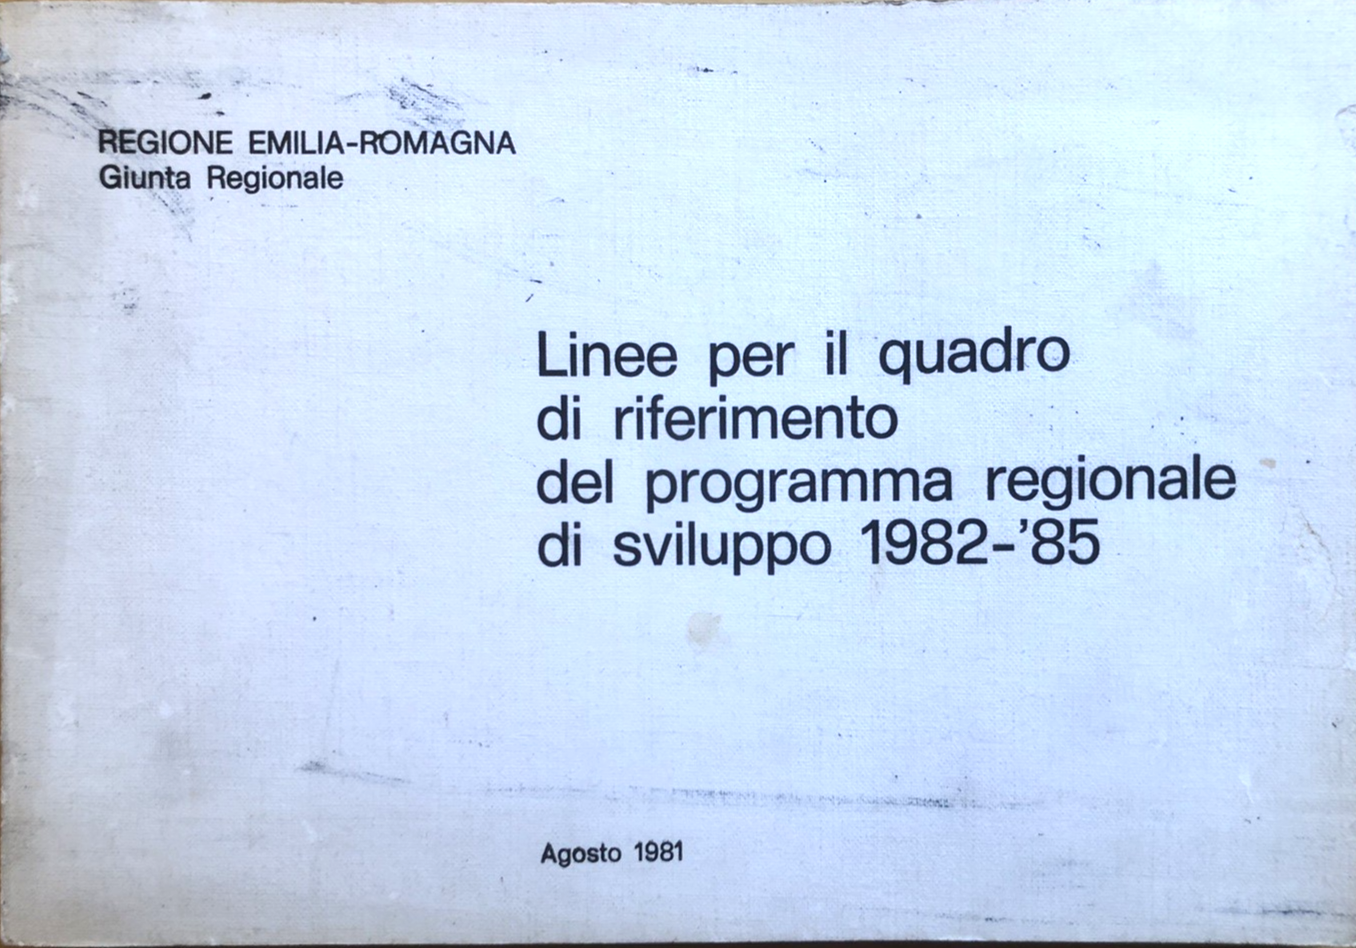 REGIONE EMILIA-ROMAGNA
Giunta Regionale
Linee per il quadro
di riferimento
del programma regionale
di sviluppo 1982-'85
Agosto 1981